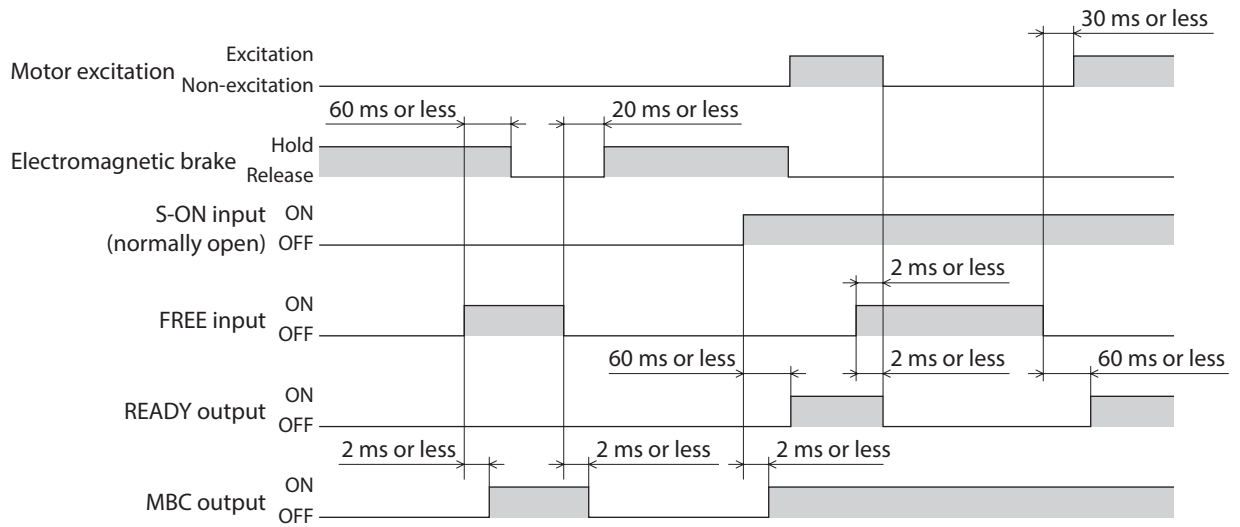 30 ms or less
Motor excitation
Excitation
Non-excitation
60 ms or less
20 ms or less
Electromagnetic brake
Hold
Release
S-ON input
(normally open)
ON
OFF
2 ms or less
FREE input
ON
OFF
60 ms or less
2 ms or less
60 ms or less
READY output
ON
OFF
2 ms or less
2 ms or less
2 ms or less
MBC output
ON
OFF